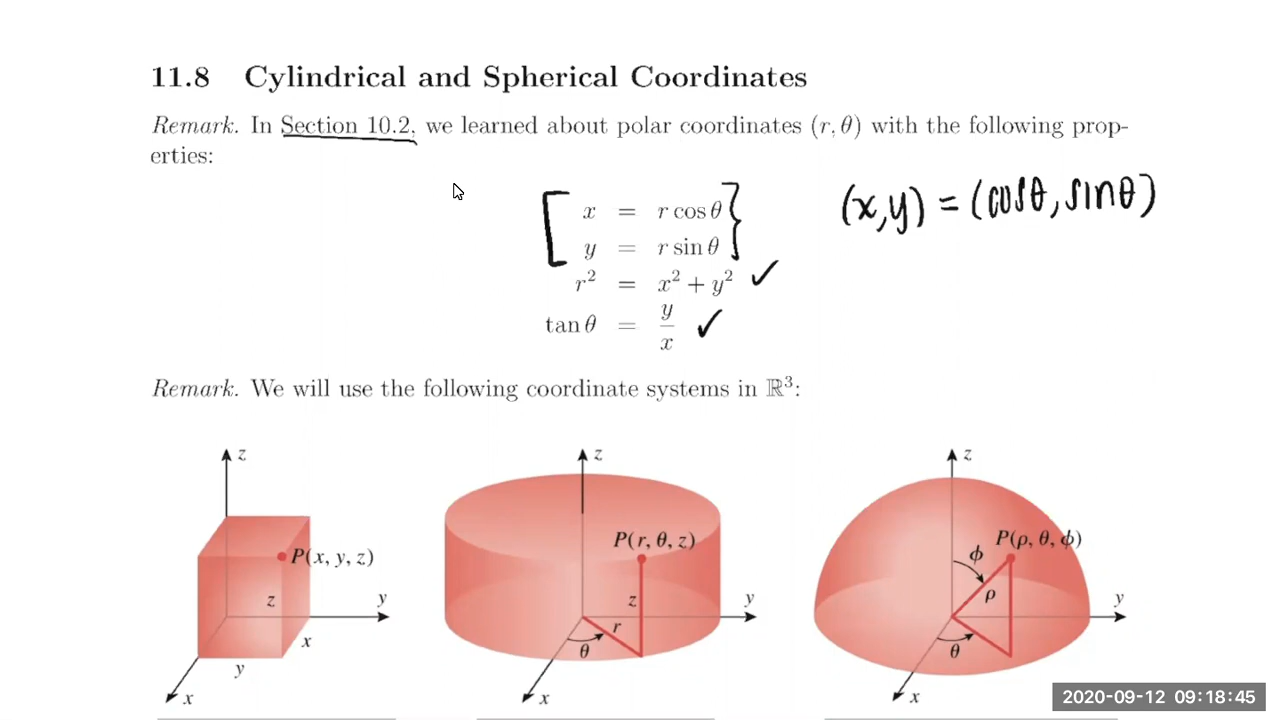 11.8 Cylindrical and Spherical Coordinates
Remark. In Section 10.2, we learned about polar coordinates (r, θ) with the following prop-
erties:
x = r cos θ
(x,y) = (cosθ, sinθ)
y = r sin θ
r² = x² + y² ✓
tan θ = y/x ✓
Remark. We will use the following coordinate systems in ℝ³:
z
z
z
P(x, y, z)
P(r, θ, z)
P(ρ, θ, ϕ)
ϕ
z
y
z
y
ρ
y
x
r
y
θ
θ
x
x
x
2020-09-12 09:18:45